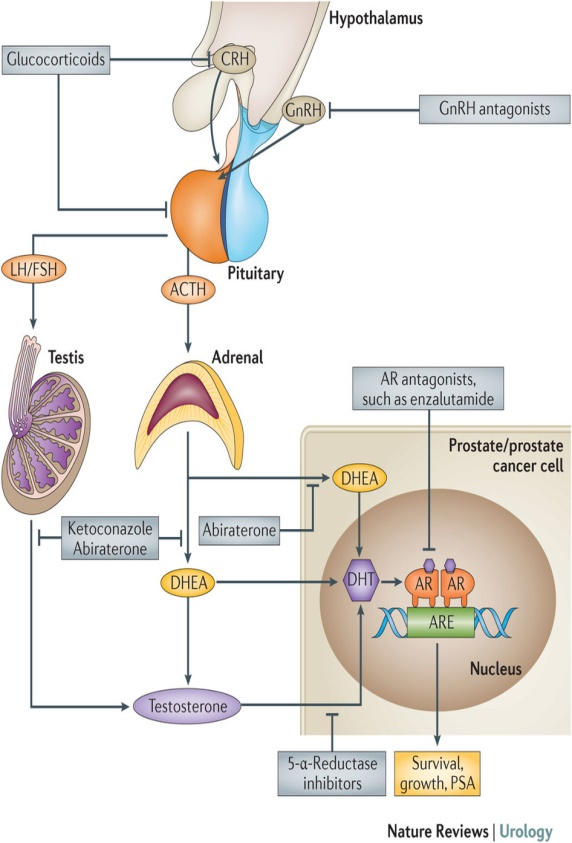 Hypothalamus
Glucocorticoids
CRH
GnRH
GnRH antagonists
LH/FSH
Pituitary
ACTH
Testis
Adrenal
AR antagonists,
such as enzalutamide
Prostate/prostate
cancer cell
DHEA
Ketoconazole
Abiraterone
Abiraterone
DHEA
DHT
AR
AR
ARE
Nucleus
Testosterone
5-α-Reductase
inhibitors
Survival,
growth, PSA
Nature Reviews | Urology